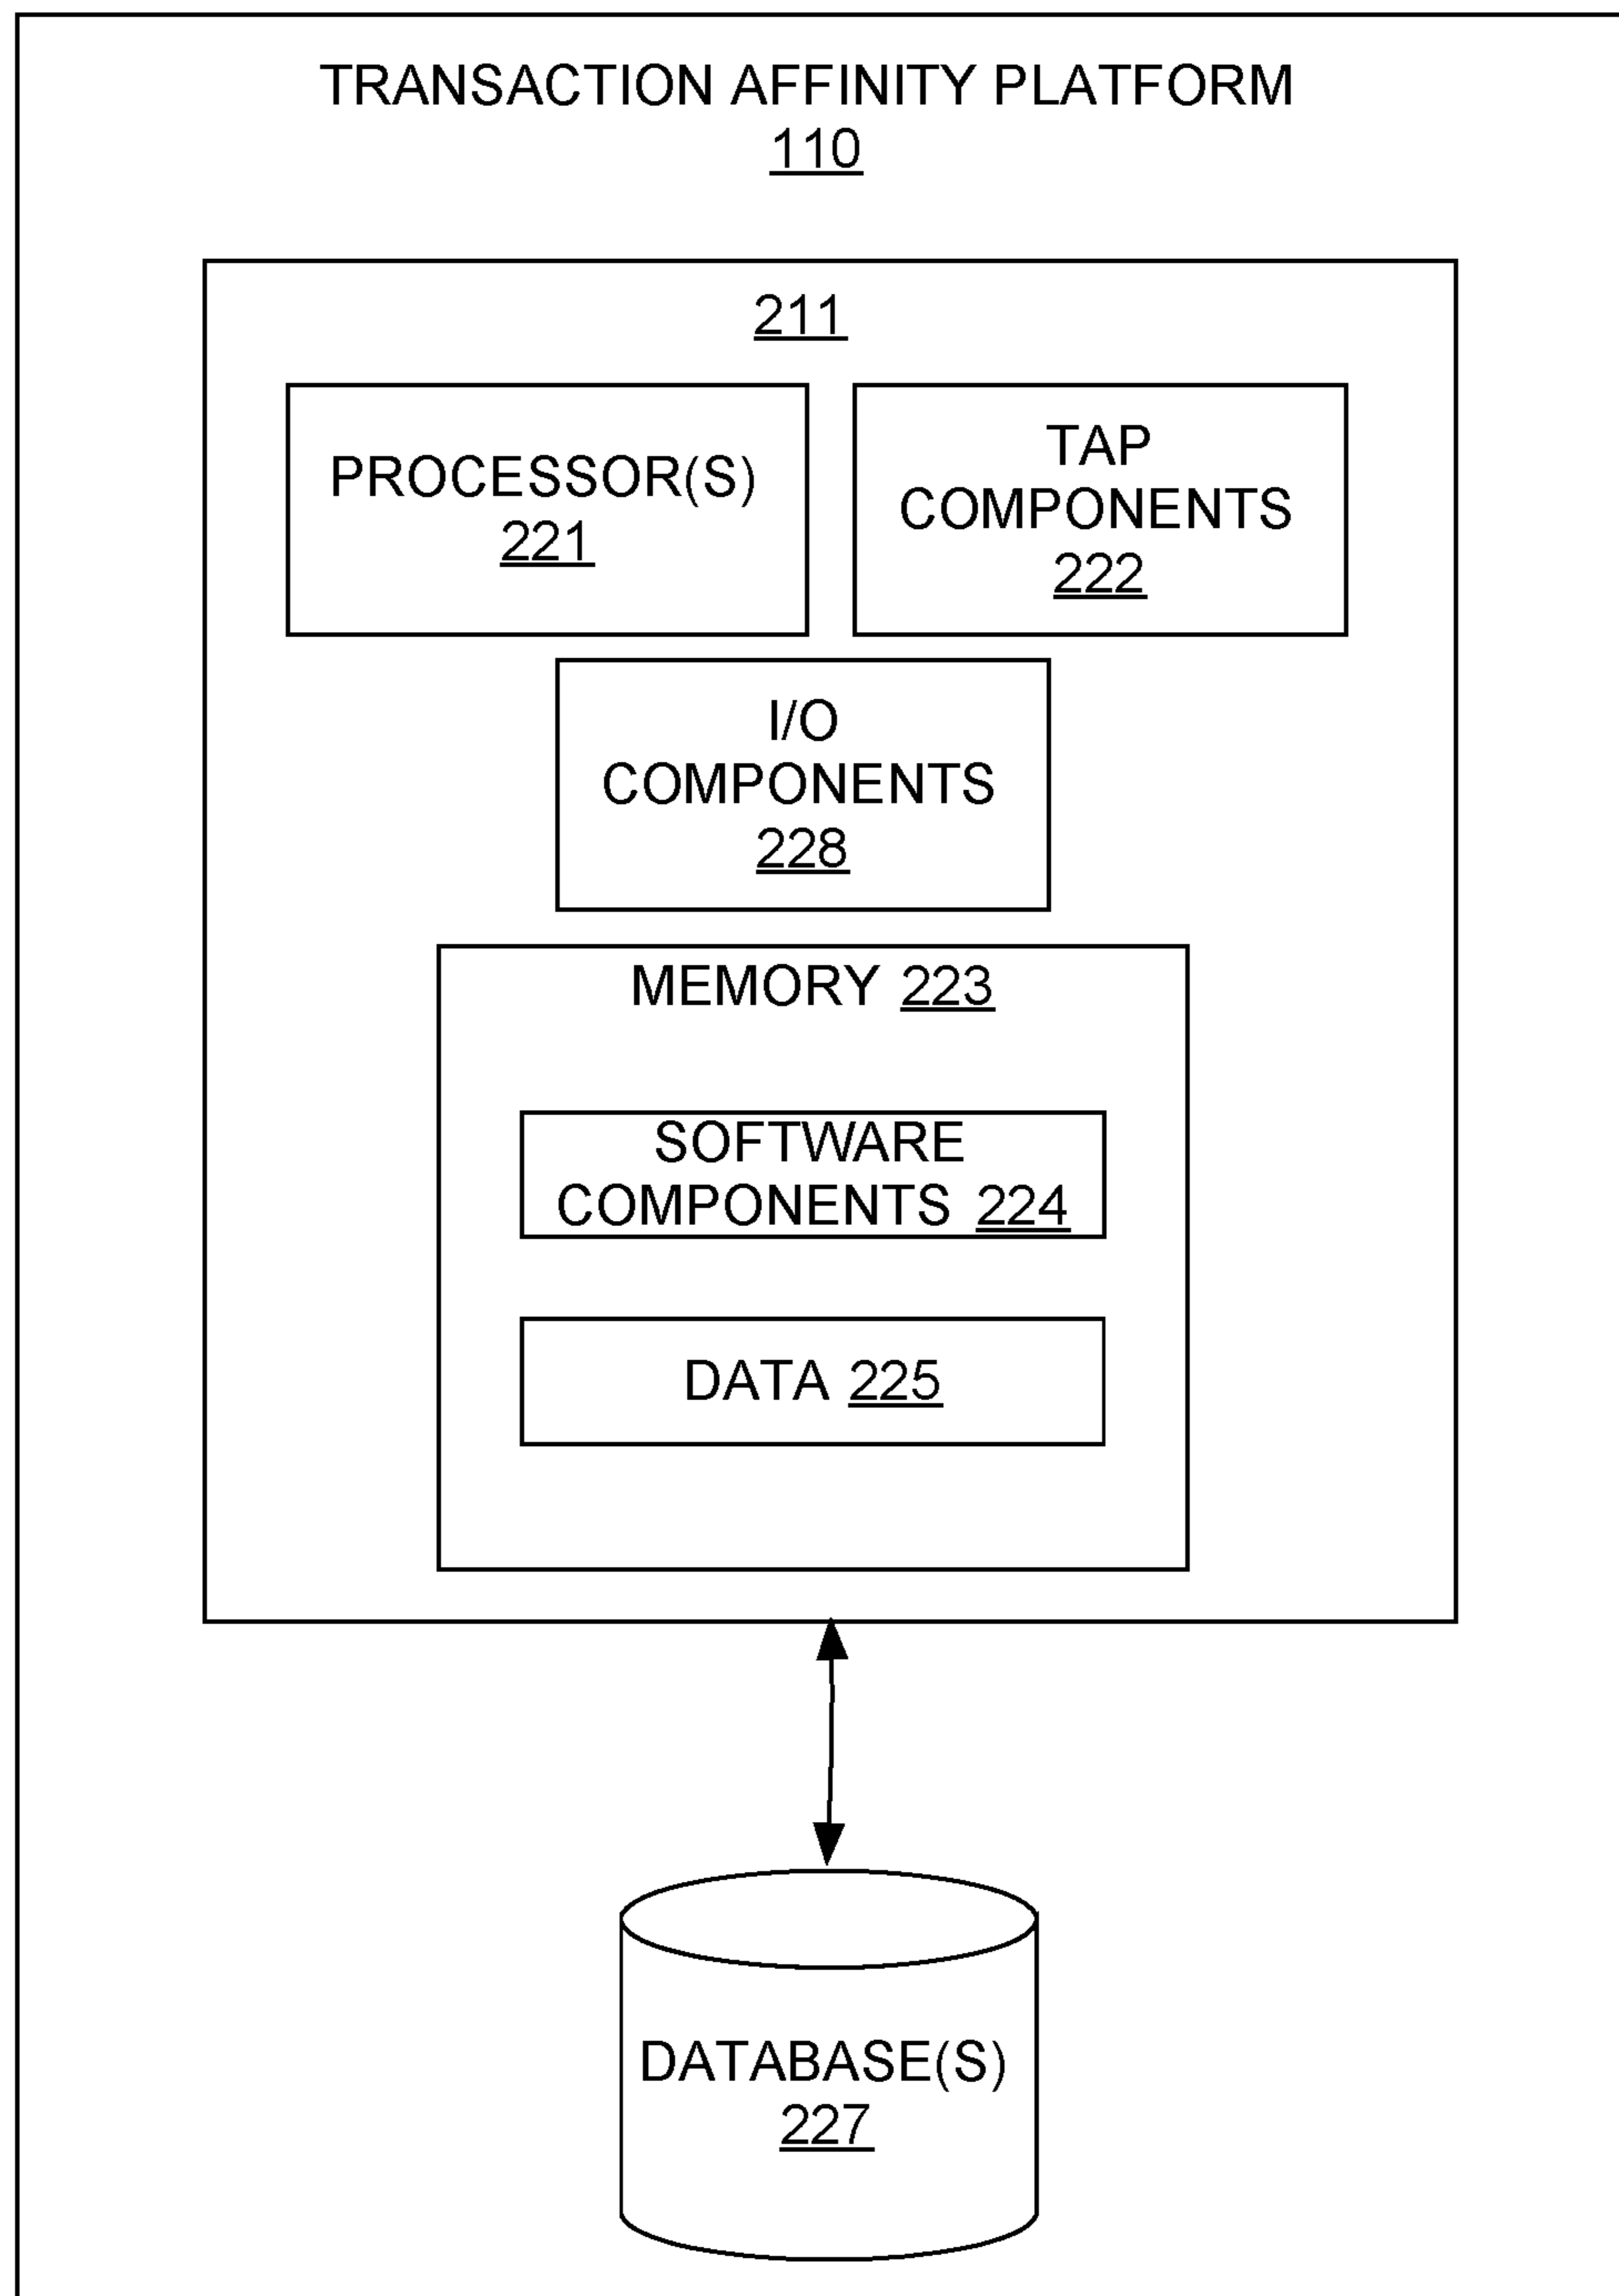 TRANSACTION AFFINITY PLATFORM
110
211
PROCESSOR(S)
221
TAP
COMPONENTS
222
I/O
COMPONENTS
228
MEMORY 223
SOFTWARE
COMPONENTS 224
DATA 225
DATABASE(S)
227